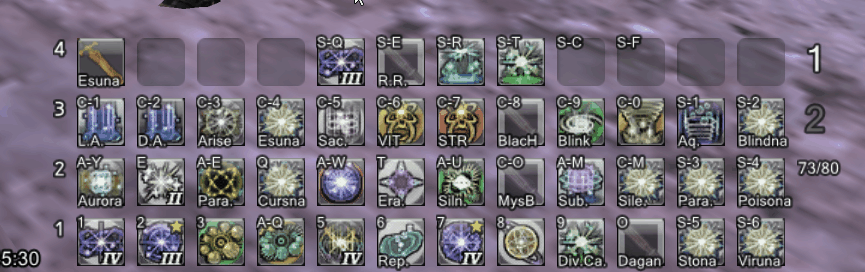 4 S-Q S-E S-R S-T S-C S-F 1
Esuna III R.R.
3 C-1 C-2 C-3 C-4 C-5 C-6 C-7 C-8 C-9 C-0 S-1 S-2 2
L.A. D.A. Arise Esuna Sac. VIT STR BlacH Blink Aq. Blindna
2 A-Y E A-E Q A-W T A-U C-O A-M C-M S-3 S-4 73/80
Aurora II Para. Cursna Era. Siln. MysB Sub. Sile. Para. Poisona
1 1 2 3 A-Q 5 6 7 8 9 O S-5 S-6
5:30 IV III IV Rep. IV Div.Ca. Dagan Stona Viruna